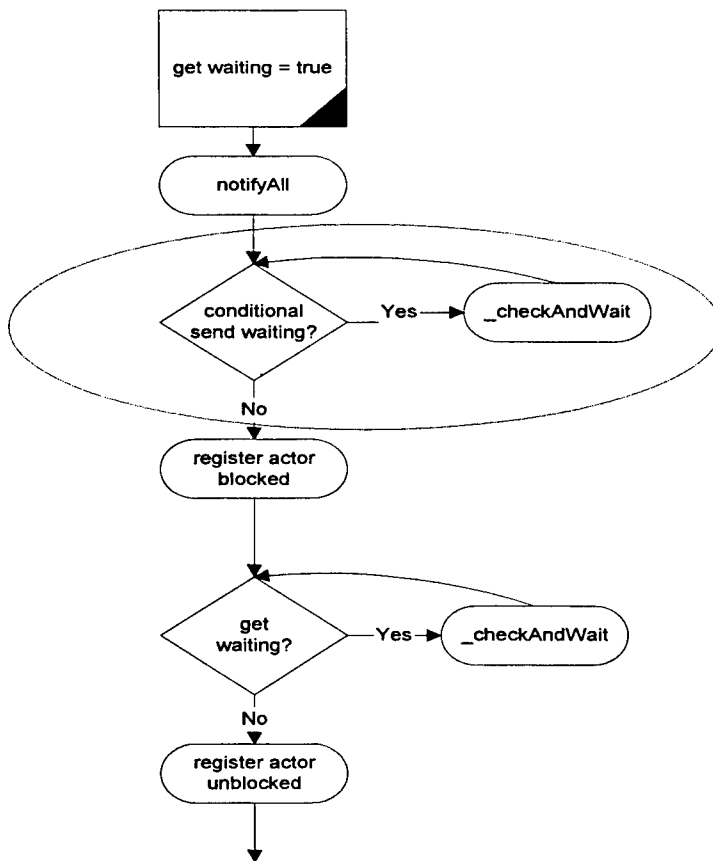 get waiting = true
notifyAll
conditional
send waiting?
Yes
_checkAndWait
No
register actor
blocked
get
waiting?
Yes
_checkAndWait
No
register actor
unblocked